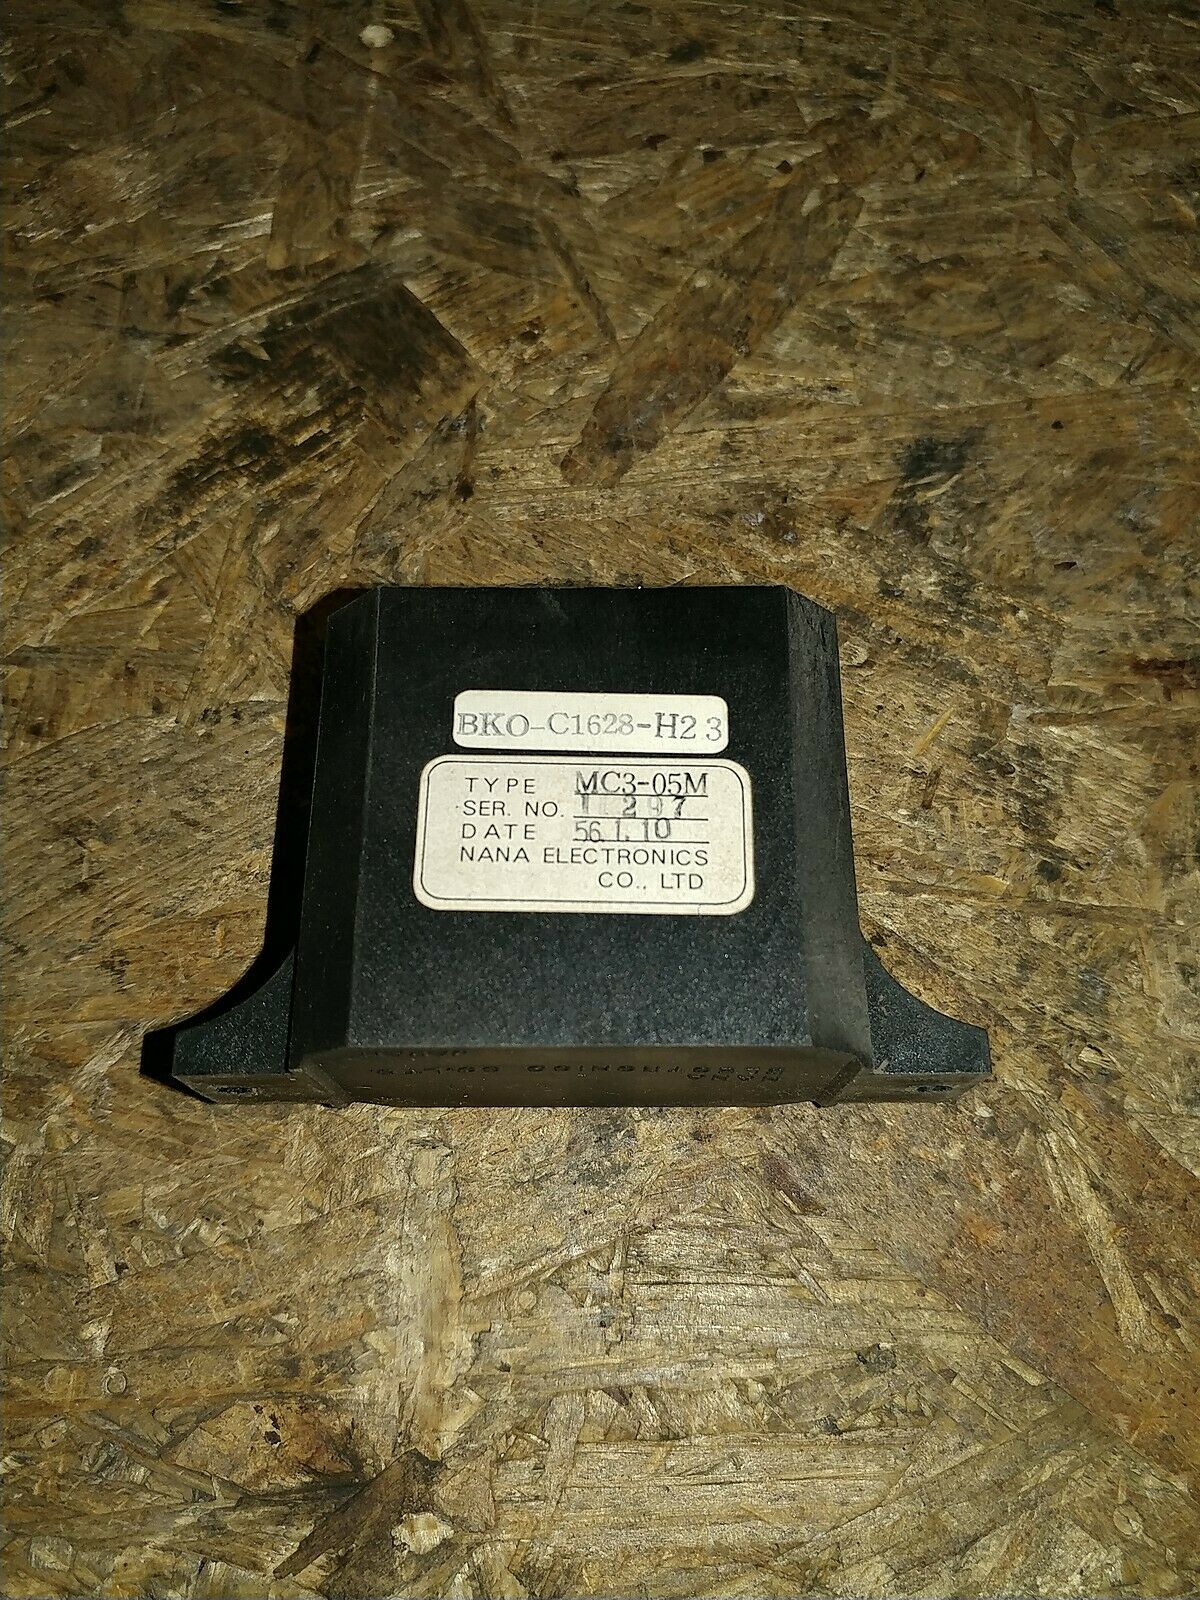 BKO-C1628-H23
TYPE MC3-05M
SER. NO.
DATE 56.1.10
NANA ELECTRONICS
CO., LTD